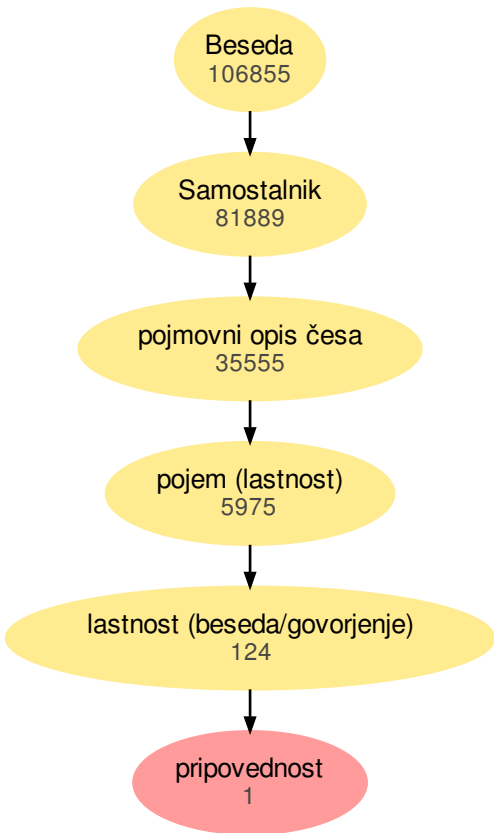 Beseda
106855
Samostalnik
81889
pojmovni opis česa
35555
pojem (lastnost)
5975
lastnost (beseda/govorjenje)
124
pripovednost
1